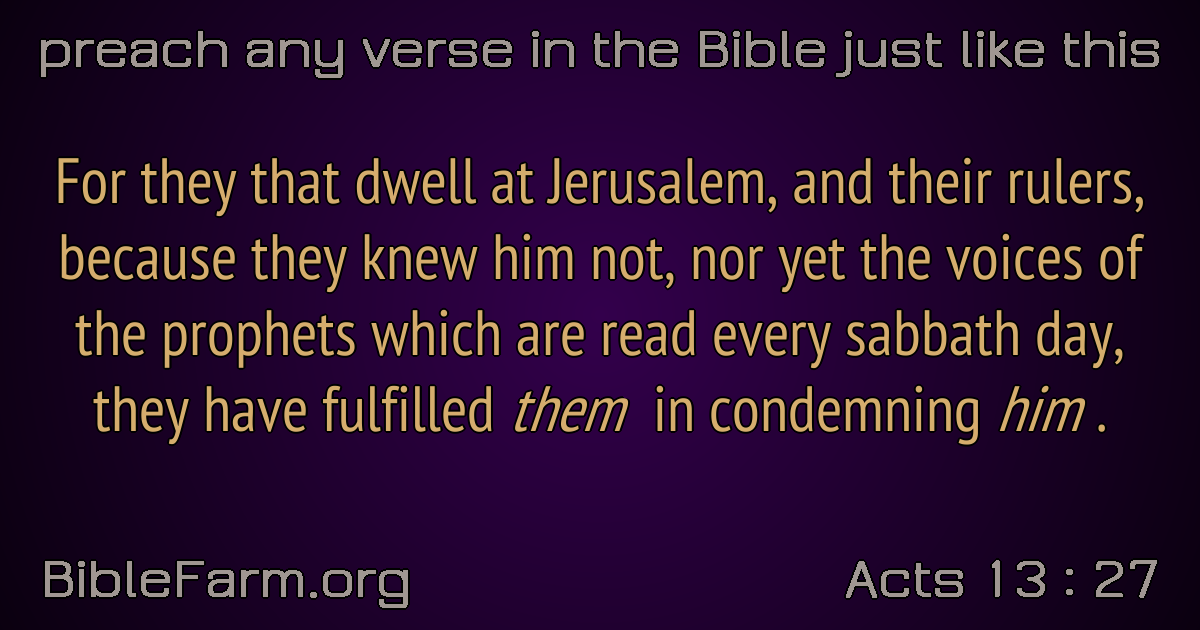 preach any verse in the Bible just like this
For they that dwell at Jerusalem, and their rulers,
because they knew him not, nor yet the voices of
the prophets which are read every sabbath day,
they have fulfilled them in condemning him .
BibleFarm.org
Acts 13 : 27